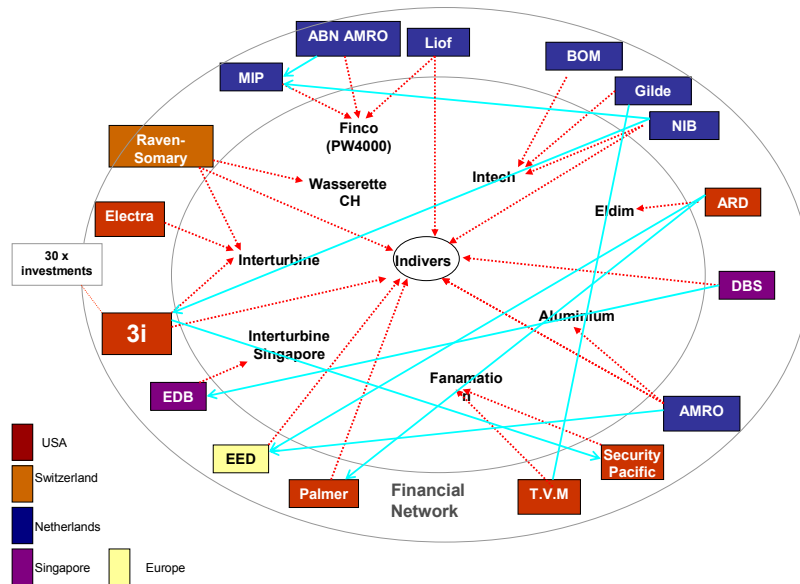 ABN AMRO
Liof
BOM
MIP
Gilde
NIB
Finco
(PW4000)
Raven-
Somary
Wasserette
CH
Intech
Electra
Eldim
ARD
30 x
investments
Interturbine
Indivers
DBS
3i
Interturbine
Singapore
Aluminium
EDB
Fanamatio
n
AMRO
USA
EED
Security
Pacific
Switzerland
Palmer
Financial
Network
T.V.M
Netherlands
Singapore
Europe